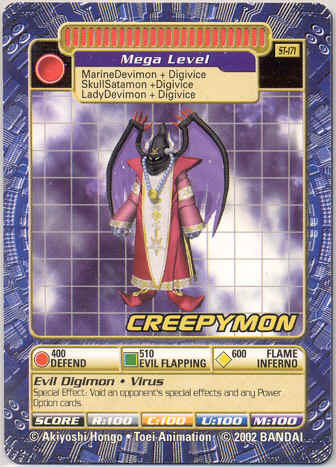 ST-171
Mega Level
MarineDevimon + Digivice
SkullSatamon +Digivice
LadyDevimon + Digivice
CREEPYMON
400 DEFEND
510 EVIL FLAPPING
600 FLAME INFERNO
Evil Digimon • Virus
Special Effect: Void an opponent's special effects and any Power
Option cards.
SCORE R:100 C:100 U:100 M:100
©Akiyoshi Hongo • Toei Animation © 2002 BANDAI